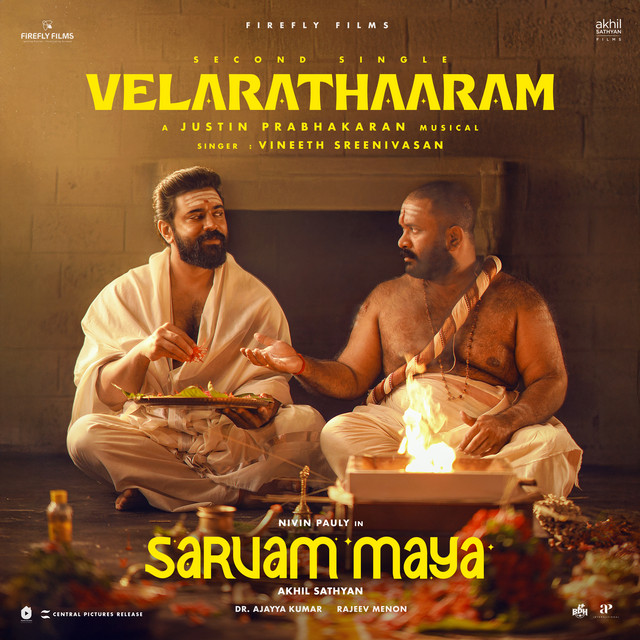 FIREFLY FILMS
FIREFLY FILMS
akhil
SATHYAN
FILMS
SECOND SINGLE
VELARATHAARAM
A JUSTIN PRABHAKARAN MUSICAL
SINGER : VINEETH SREENIVASAN
NIVIN PAULY IN
SARVAM MAYA
AKHIL SATHYAN
DR. AJAYYA KUMAR RAJEEV MENON
CENTRAL PICTURES RELEASE